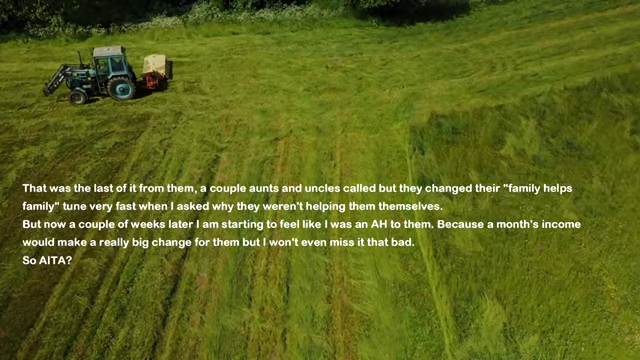 That was the last of it from them, a couple aunts and uncles called but they changed their "family helps
family" tune very fast when I asked why they weren't helping them themselves.
But now a couple of weeks later I am starting to feel like I was an AH to them. Because a month's income
would make a really big change for them but I won't even miss it that bad.
So AITA?